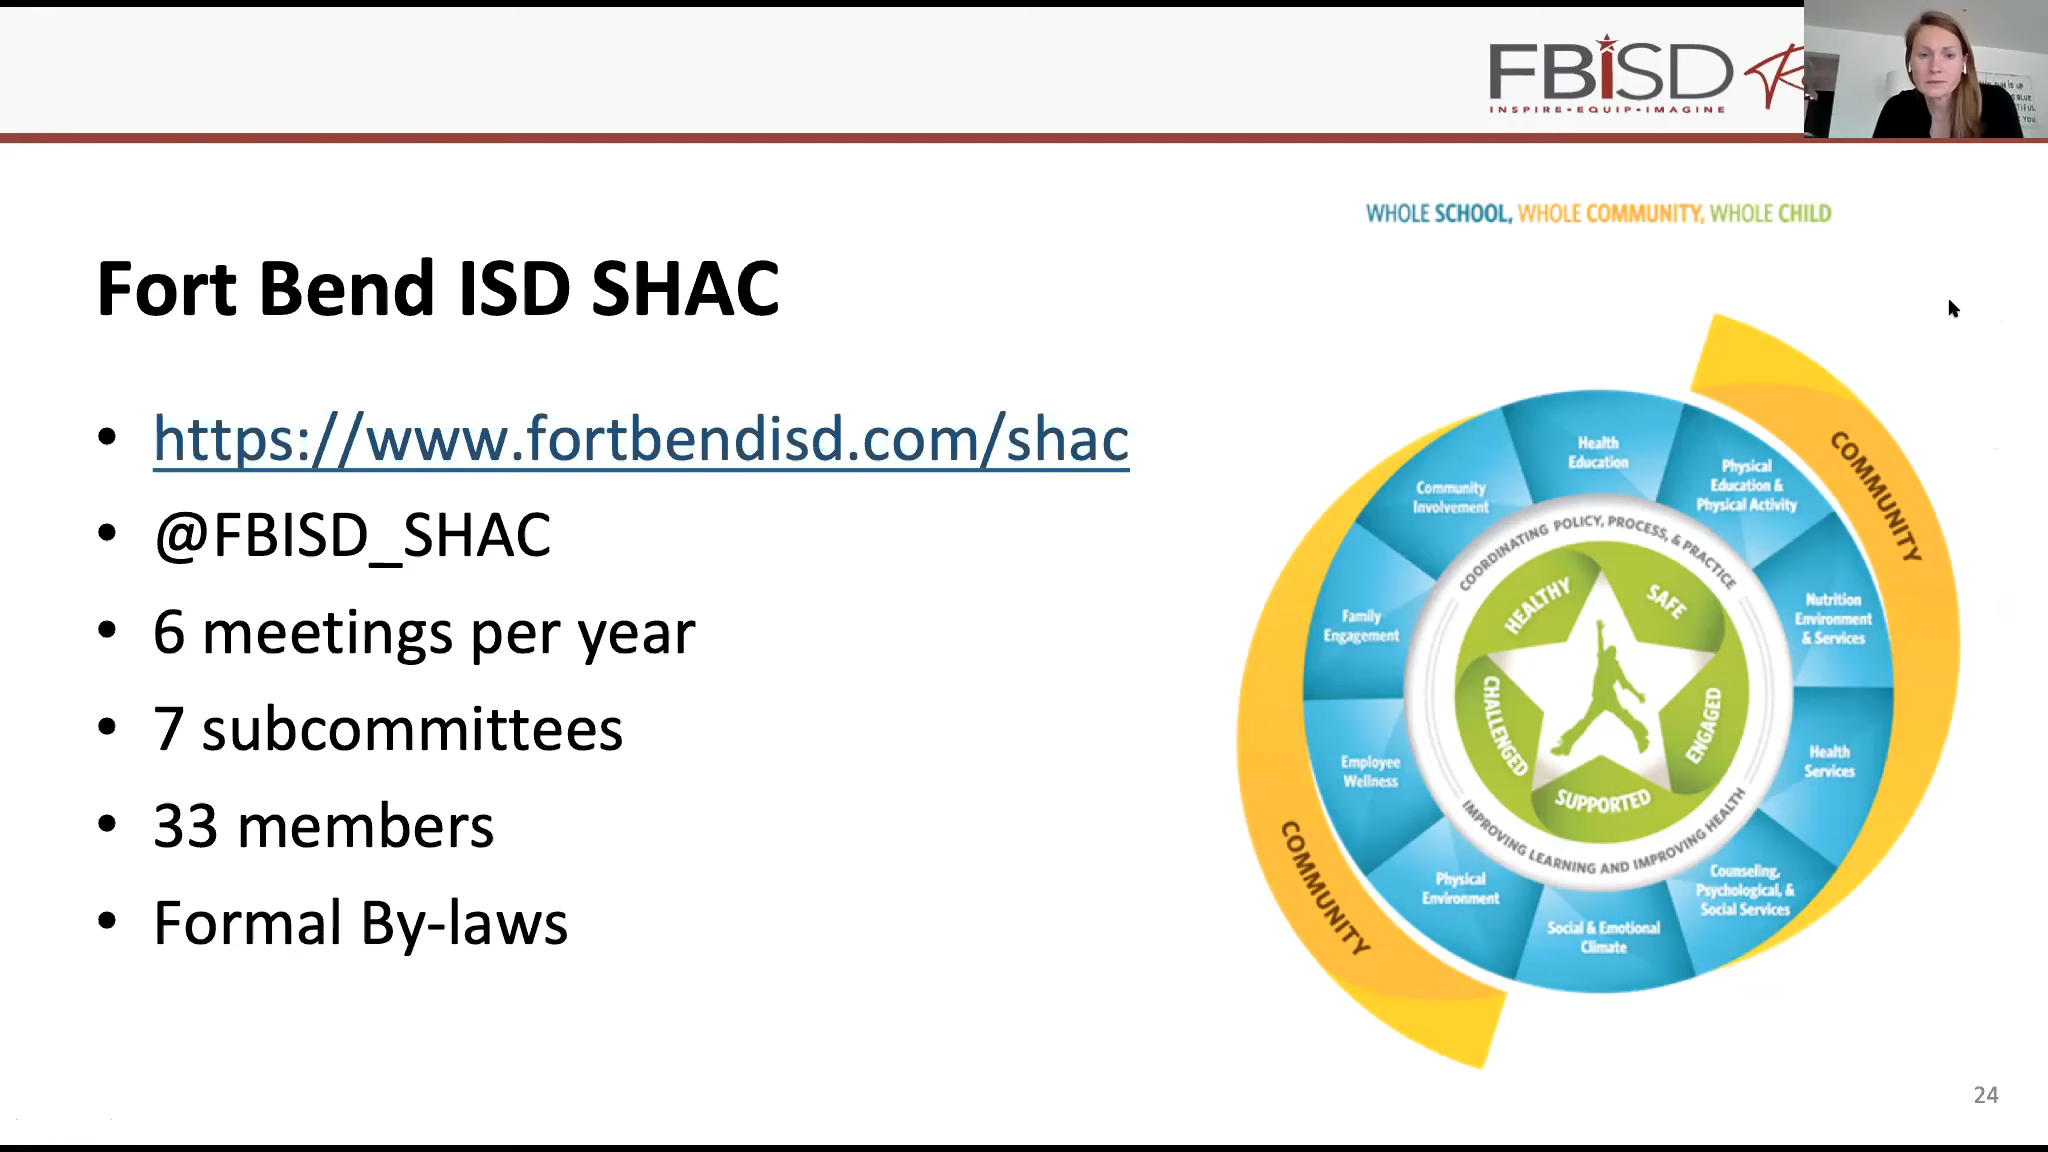 FBISD
INSPIRE•EQUIP•IMAGINE
WHOLE SCHOOL, WHOLE COMMUNITY, WHOLE CHILD
Fort Bend ISD SHAC
• https://www.fortbendisd.com/shac
• @FBISD_SHAC
• 6 meetings per year
• 7 subcommittees
• 33 members
• Formal By-laws
COMMUNITY
Health
Education
Physical
Education &
Physical Activity
Nutrition
Environment
& Services
Health
Services
Counseling,
Psychological, &
Social Services
Social & Emotional
Climate
Physical
Environment
Employee
Wellness
Family
Engagement
Community
Involvement
COORDINATING POLICY, PROCESS, & PRACTICE
IMPROVING LEARNING AND IMPROVING HEALTH
HEALTHY
SAFE
ENGAGED
SUPPORTED
CHALLENGED
COMMUNITY
24